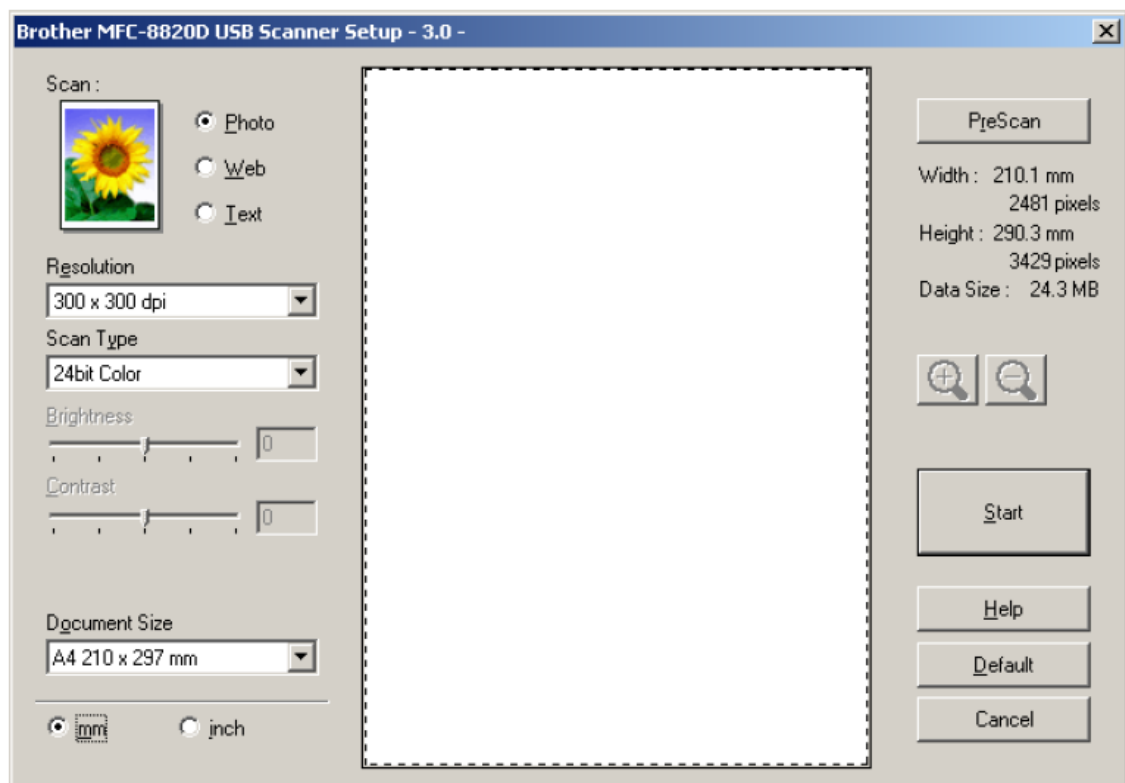 Brother MFC-8820D USB Scanner Setup - 3.0 -
Scan :
Photo
Web
Text
Resolution
300 x 300 dpi
Scan Type
24bit Color
Brightness
0
Contrast
0
Document Size
A4 210 x 297 mm
mm
inch
PreScan
Width : 210.1 mm
2481 pixels
Height : 290.3 mm
3429 pixels
Data Size : 24.3 MB
Start
Help
Default
Cancel